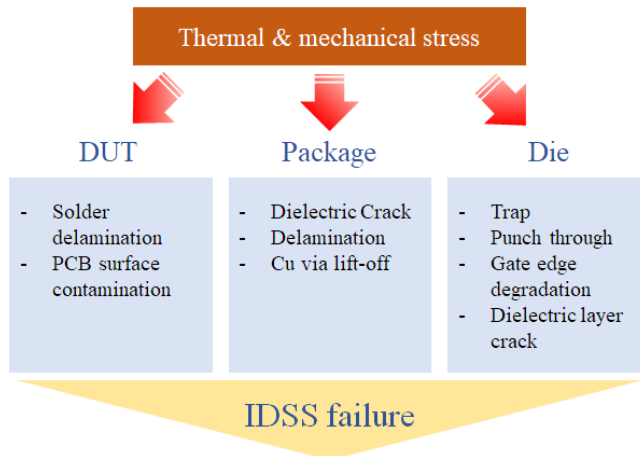 Thermal & mechanical stress
DUT
- Solder
delamination
- PCB surface
contamination
Package
- Dielectric Crack
- Delamination
- Cu via lift-off
Die
- Trap
- Punch through
- Gate edge
degradation
- Dielectric layer
crack
IDSS failure